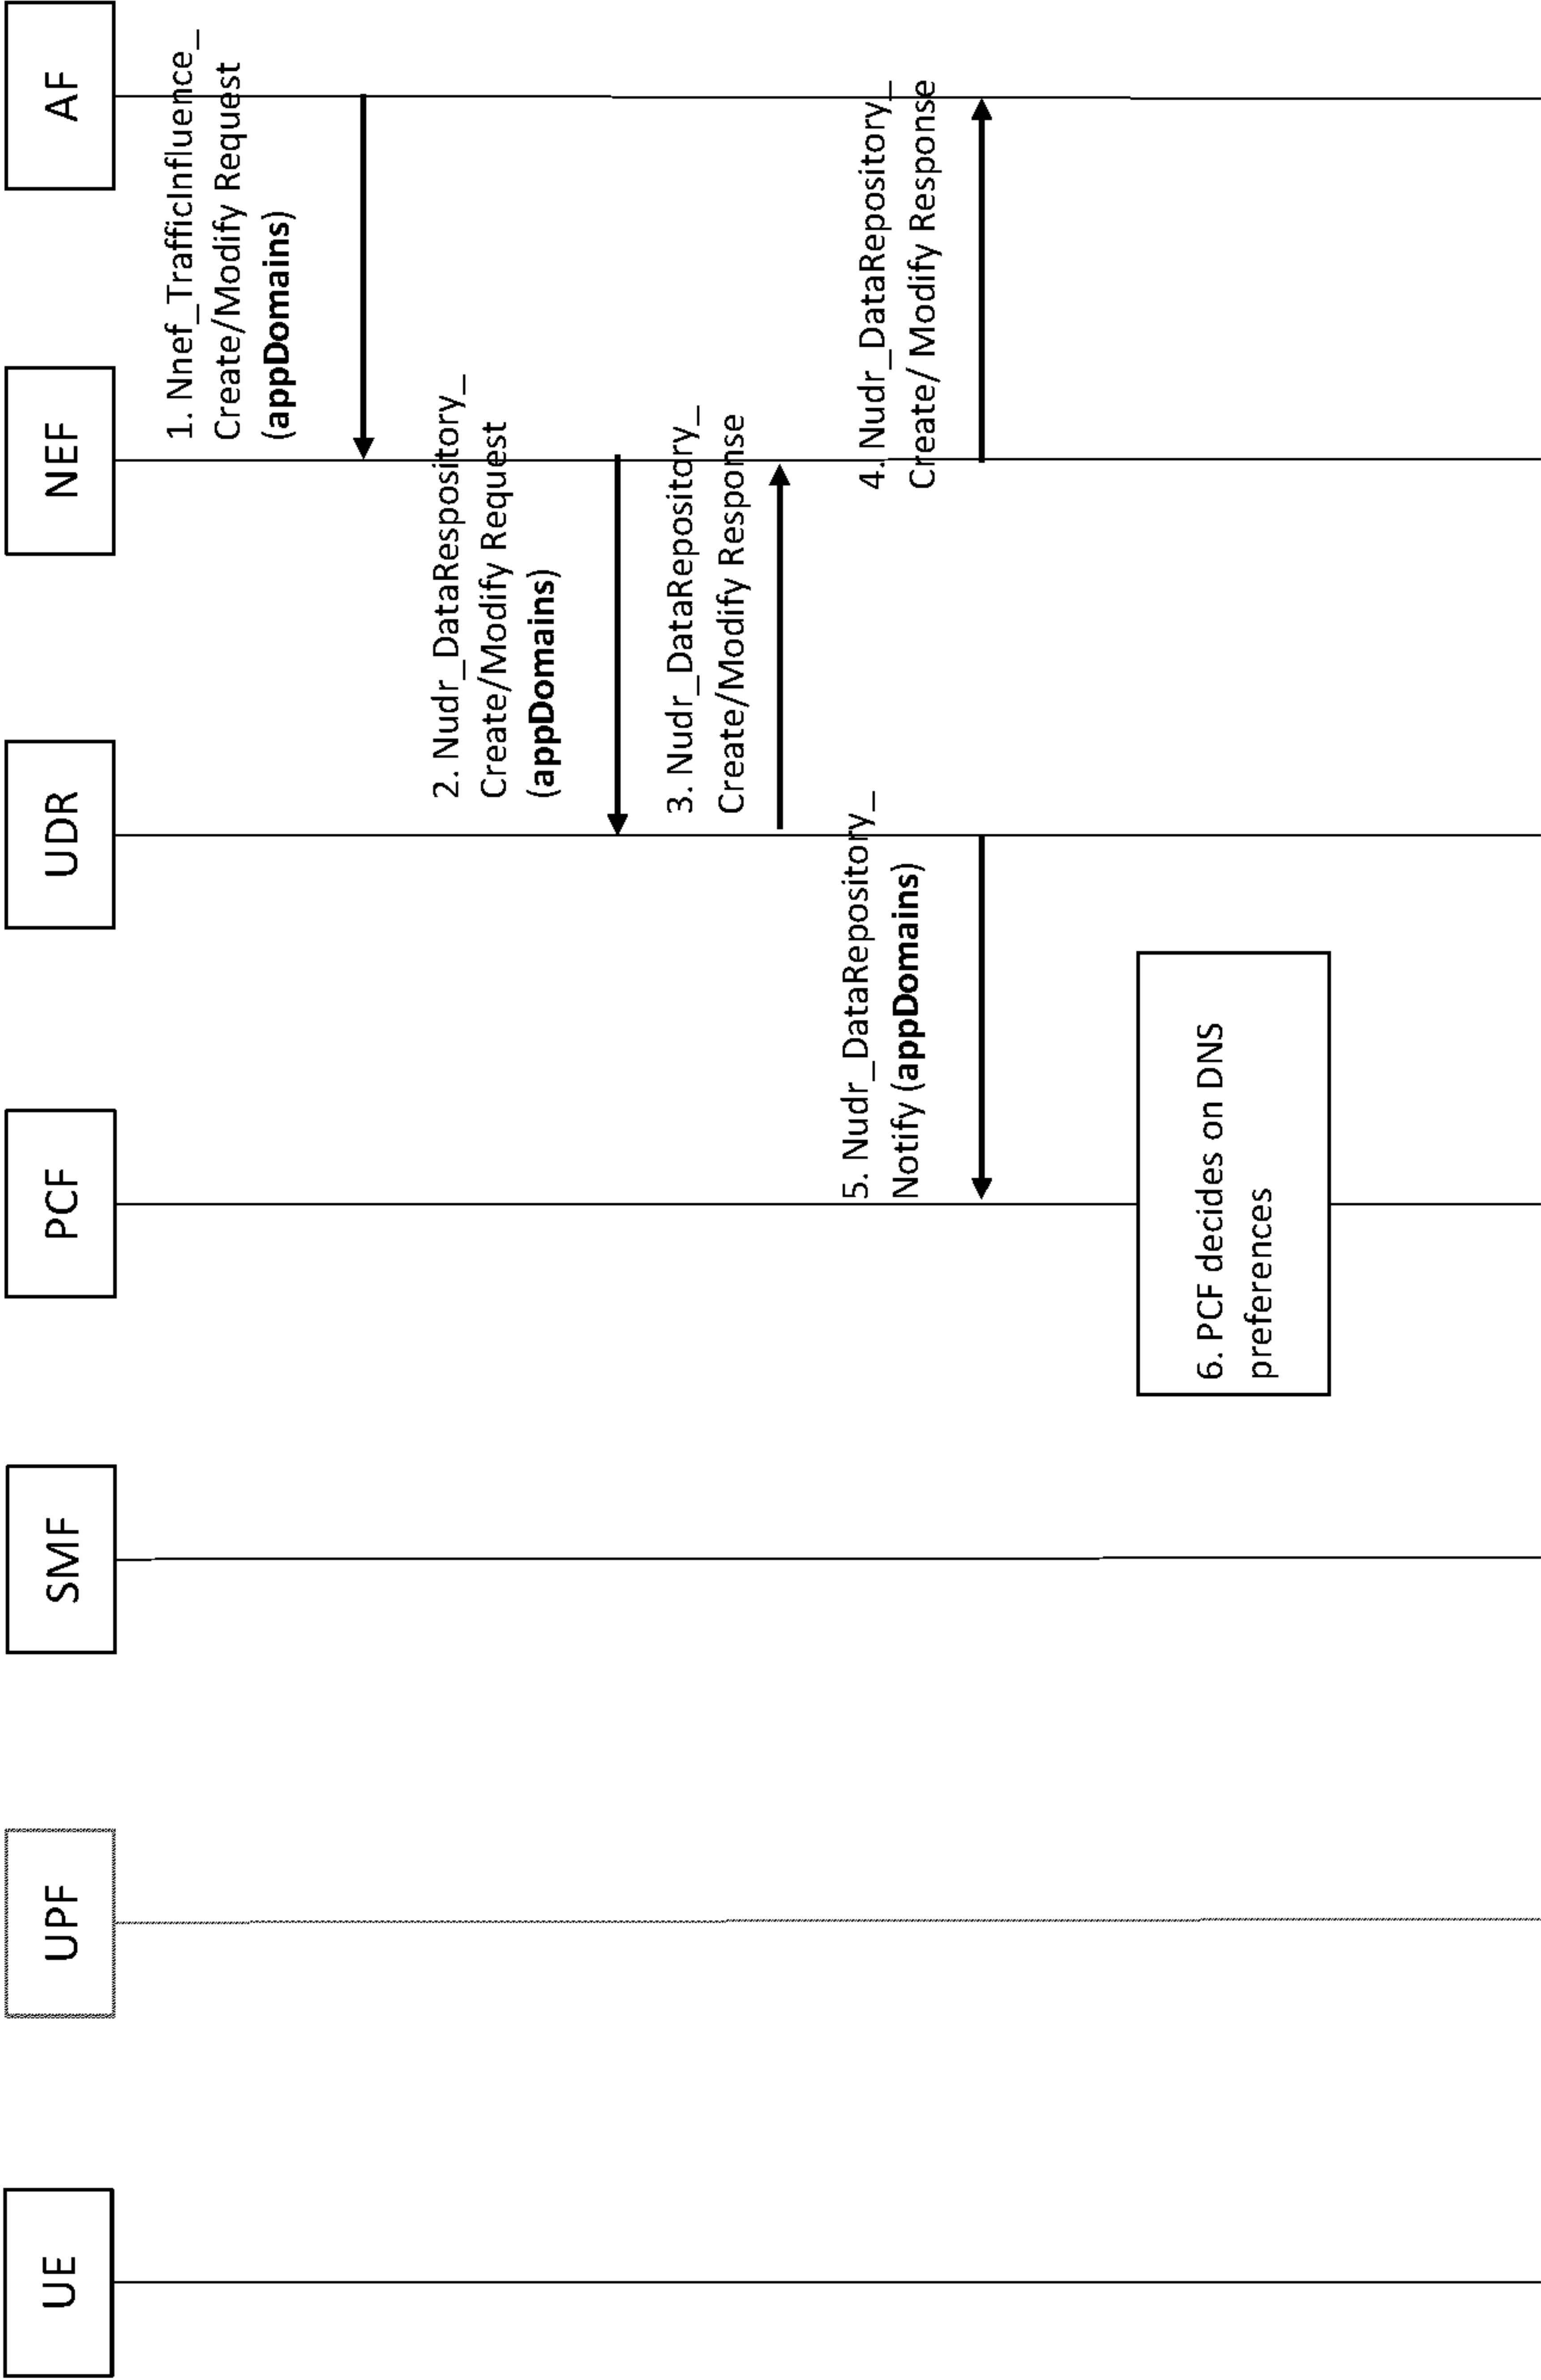 UE
UPF
SMF
PCF
UDR
NEF
AF
1. Nnef_TrafficInfluence_
Create/Modify Request
(appDomains)
2. Nudr_DataRespository_
Create/Modify Request
(appDomains)
3. Nudr_DataRepository_
Create/Modify Response
4. Nudr_DataRepository_
Create/ Modify Response
5. Nudr_DataRepository_
Notify (appDomains)
6. PCF decides on DNS
preferences